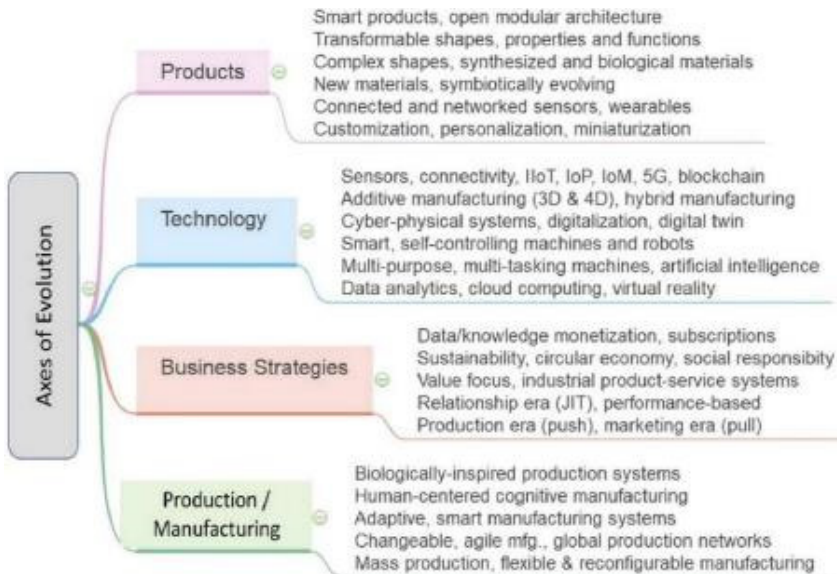 Axes of Evolution
Products
Smart products, open modular architecture
Transformable shapes, properties and functions
Complex shapes, synthesized and biological materials
New materials, symbiotically evolving
Connected and networked sensors, wearables
Customization, personalization, miniaturization
Technology
Sensors, connectivity, IIoT, IoP, IoM, 5G, blockchain
Additive manufacturing (3D & 4D), hybrid manufacturing
Cyber-physical systems, digitalization, digital twin
Smart, self-controlling machines and robots
Multi-purpose, multi-tasking machines, artificial intelligence
Data analytics, cloud computing, virtual reality
Business Strategies
Data/knowledge monetization, subscriptions
Sustainability, circular economy, social responsibity
Value focus, industrial product-service systems
Relationship era (JIT), performance-based
Production era (push), marketing era (pull)
Production /
Manufacturing
Biologically-inspired production systems
Human-centered cognitive manufacturing
Adaptive, smart manufacturing systems
Changeable, agile mfg., global production networks
Mass production, flexible & reconfigurable manufacturing